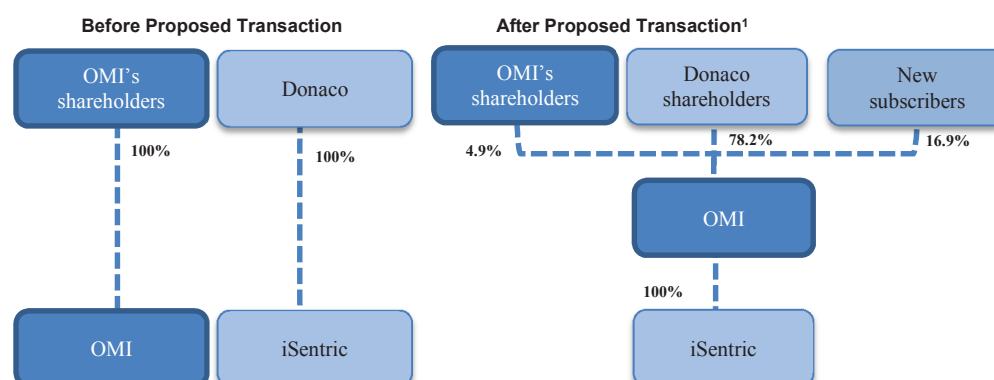 Before Proposed Transaction
OMI's
shareholders
Donaco
100%
100%
OMI
iSentric
After Proposed Transaction¹
OMI's
shareholders
Donaco
shareholders
New
subscribers
4.9%
78.2%
16.9%
OMI
100%
iSentric